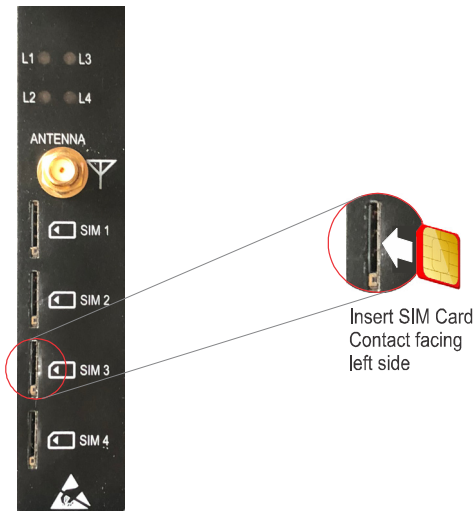 L1 L3
L2 L4
ANTENNA
SIM 1
SIM 2
SIM 3
SIM 4
Insert SIM Card
Contact facing
left side